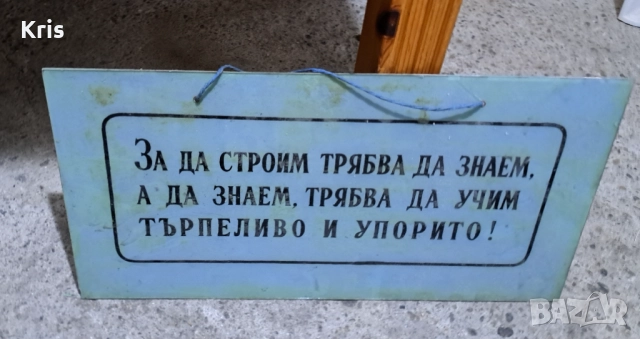 Kris
ЗА ДА СТРОИМ ТРЯБВА ДА ЗНАЕМ,
А ДА ЗНАЕМ, ТРЯБВА ДА УЧИМ
ТЪРПЕЛИВО И УПОРИТО!
BAZAR